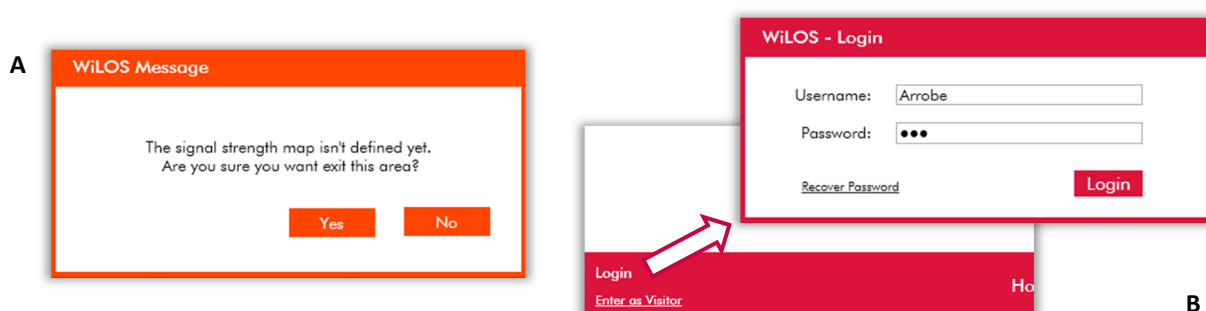 A
WiLOS Message
The signal strength map isn't defined yet.
Are you sure you want exit this area?
Yes No
WiLOS - Login
Username: Arrobe
Password: ●●●
Recover Password Login
Login
Enter as Visitor
Ho
B